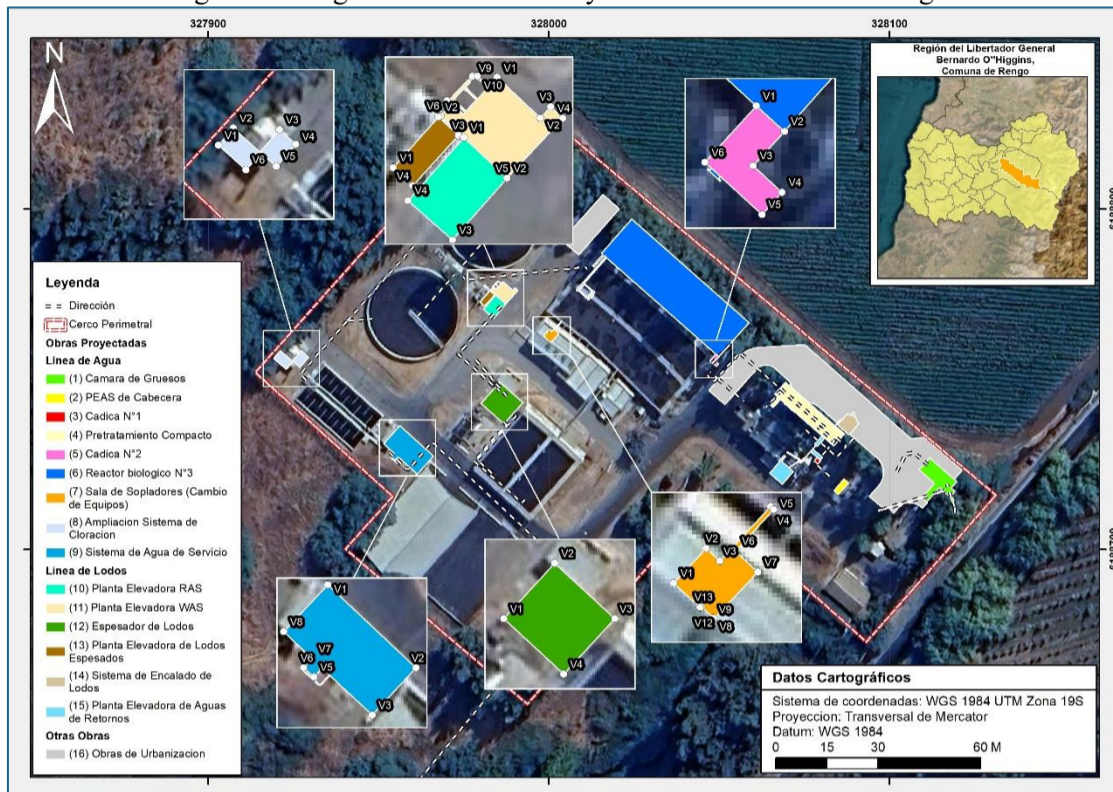 327900
328000
328100
N
Región del Libertador General
Bernardo O"Higgins,
Comuna de Rengo
V2
V1
V3
V4
V6
V5
V9
V1
V10
V6
V2
V3
V4
V3
V1
V2
V1
V4
V4
V5
V2
V3
V1
V2
V6
V3
V4
V5
Leyenda
Dirección
Cerco Perimetral
Obras Proyectadas
Linea de Agua
(1) Camara de Gruesos
(2) PEAS de Cabecera
(3) Cadica N°1
(4) Pretratamiento Compacto
(5) Cadica N°2
(6) Reactor biologico N°3
(7) Sala de Sopladores (Cambio
de Equipos)
(8) Ampliacion Sistema de
Cloración
(9) Sistema de Agua de Servicio
Linea de Lodos
(10) Planta Elevadora RAS
(11) Planta Elevadora WAS
(12) Espesador de Lodos
(13) Planta Elevadora de Lodos
Espesados
(14) Sistema de Encalado de
Lodos
(15) Planta Elevadora de Aguas
de Retornos
Otras Obras
(16) Obras de Urbanizacion
V1
V8
V7
V6
V5
V2
V3
V2
V1
V3
V4
V5
V4
V2
V6
V3
V7
V1
V13
V9
V12
V8
Datos Cartográficos
Sistema de coordenadas: WGS 1984 UTM Zona 19S
Proyeccion: Transversal de Mercator
Datum: WGS 1984
0 15 30 60 M
327900
328000
328100